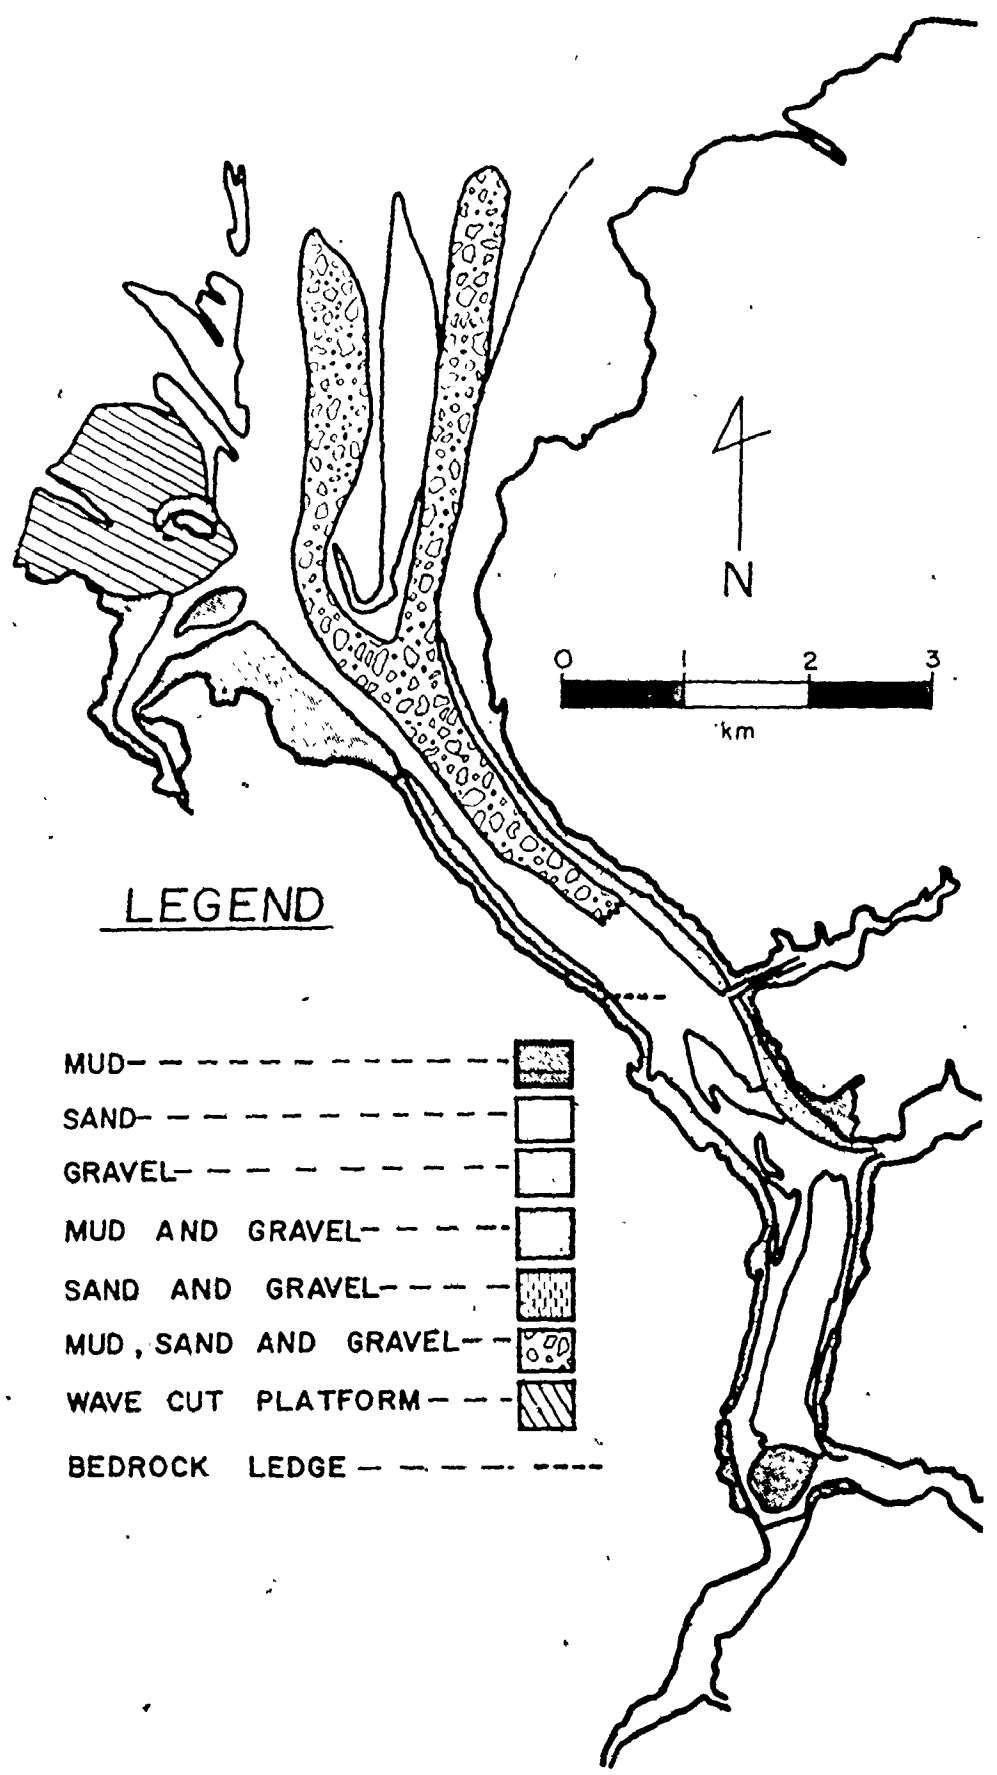 N
0 1 2 3
km
LEGEND
MUD
SAND
GRAVEL
MUD AND GRAVEL
SAND AND GRAVEL
MUD, SAND AND GRAVEL
WAVE CUT PLATFORM
BEDROCK LEDGE